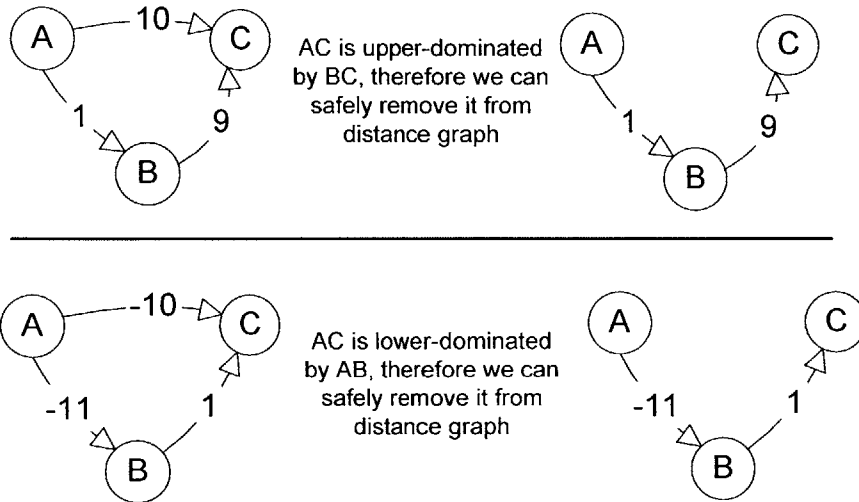 A
10
C
1
9
B
AC is upper-dominated
by BC, therefore we can
safely remove it from
distance graph
A
C
1
9
B
A
-10
C
-11
1
B
AC is lower-dominated
by AB, therefore we can
safely remove it from
distance graph
A
C
-11
1
B